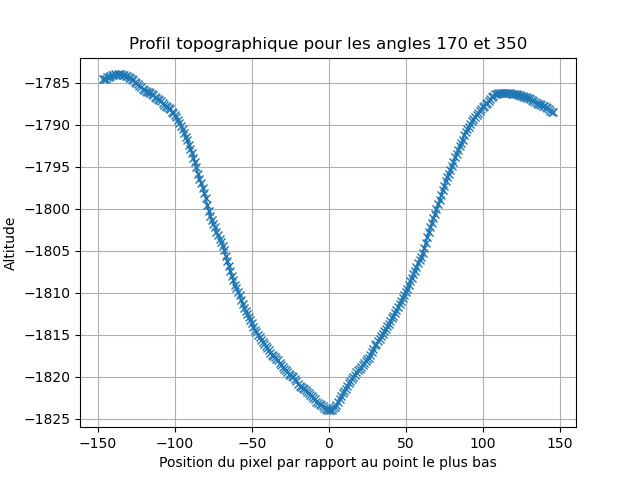 Profil topographique pour les angles 170 et 350
Altitude
−1785
−1790
−1795
−1800
−1805
−1810
−1815
−1820
−1825
−150 −100 −50 0 50 100 150
Position du pixel par rapport au point le plus bas